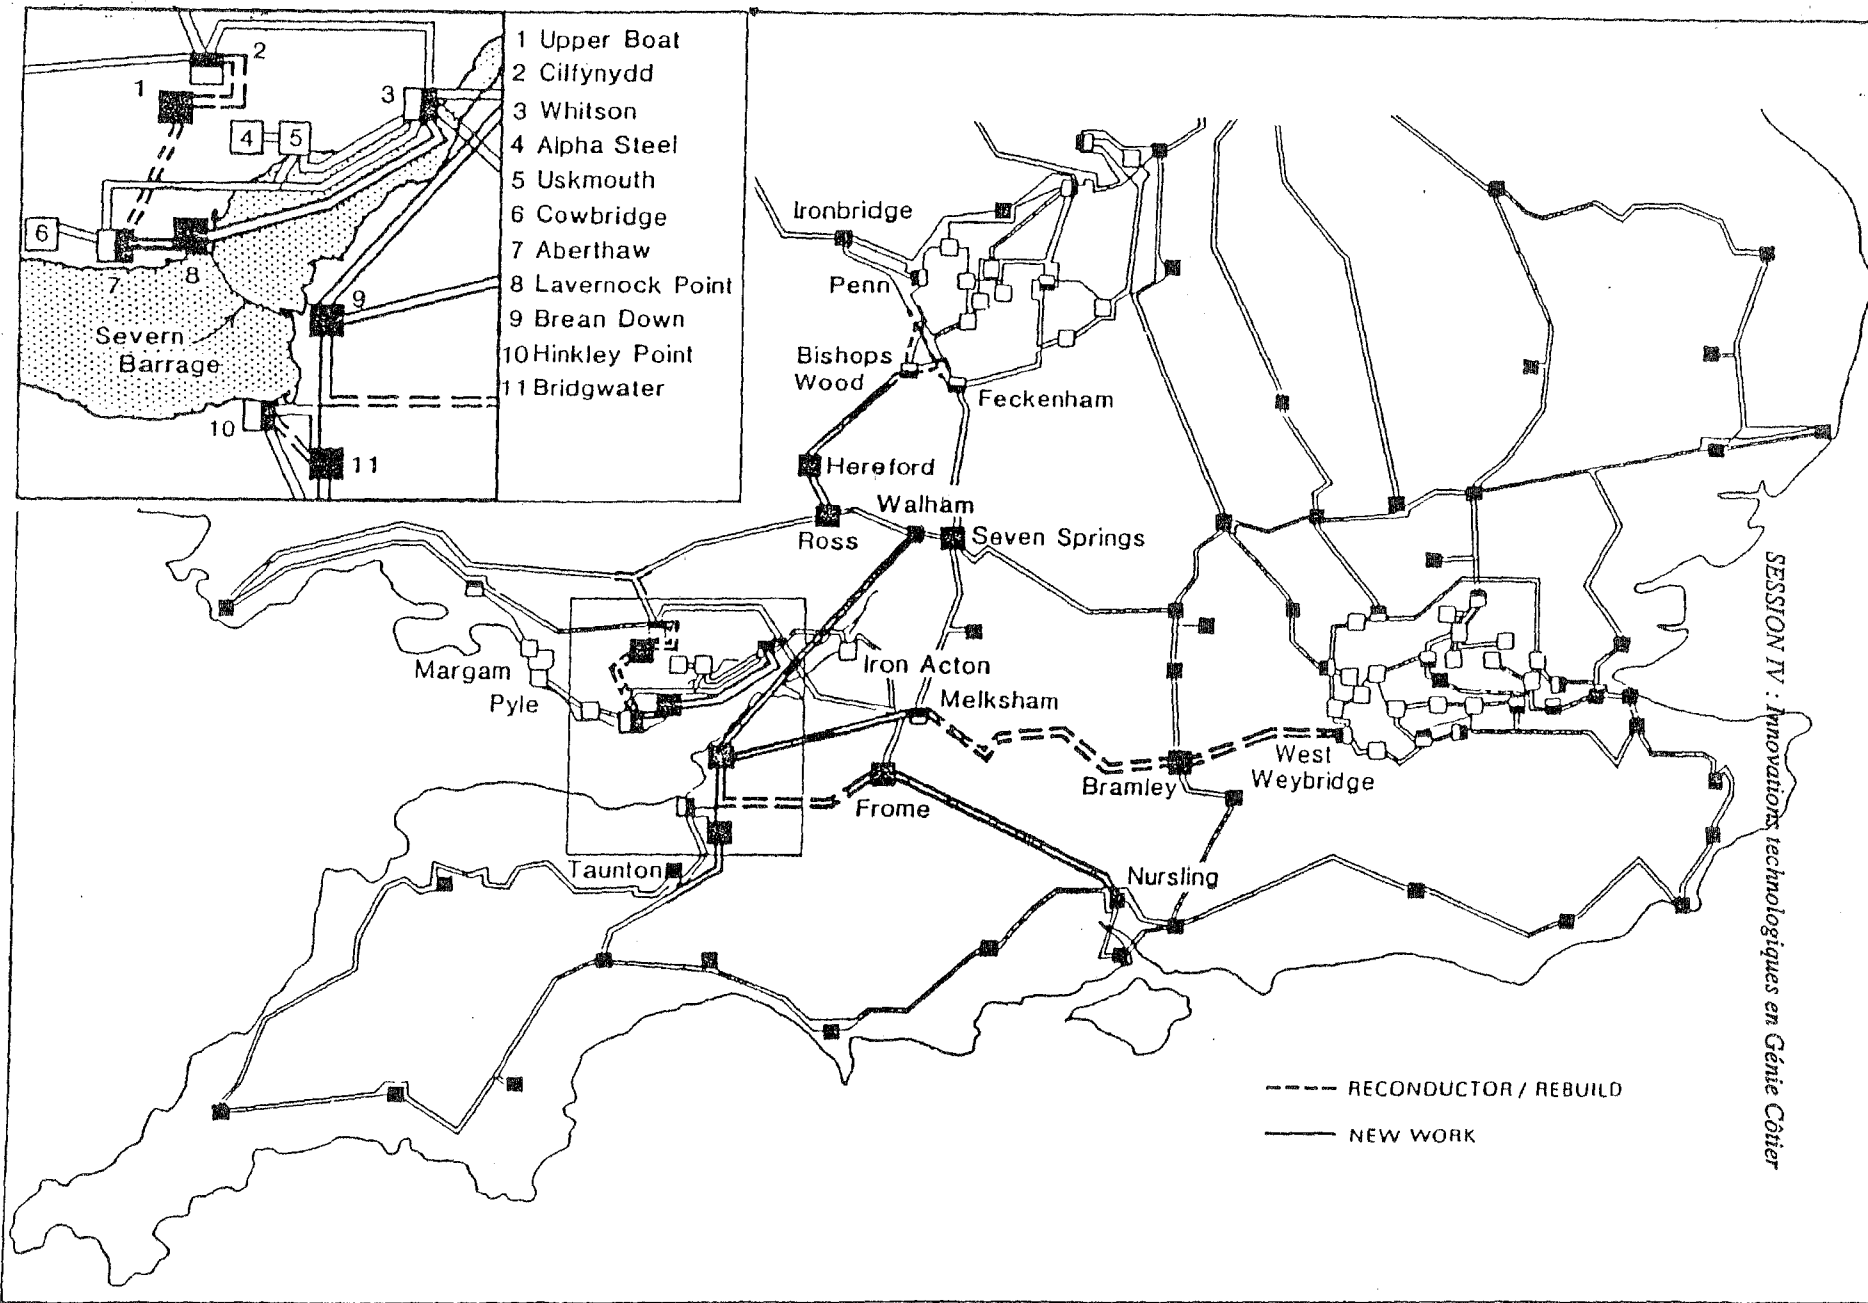 1 Upper Boat
2 Cilfynydd
3 Whitson
4 Alpha Steel
5 Uskmouth
6 Cowbridge
7 Aberthaw
8 Lavernock Point
9 Brean Down
10 Hinkley Point
11 Bridgwater
2
1
3
4
5
6
7
8
9
Severn
Barrage
10
11
Ironbridge
Penn
Bishops
Wood
Feckenham
Hereford
Walham
Ross
Seven Springs
Margam
Pyle
Iron Acton
Melksham
West
Weybridge
Bramley
Frome
Taunton
Nursling
RECONDUCTOR / REBUILD
NEW WORK
SESSION IV : Innovations technologiques en Génie Côtier